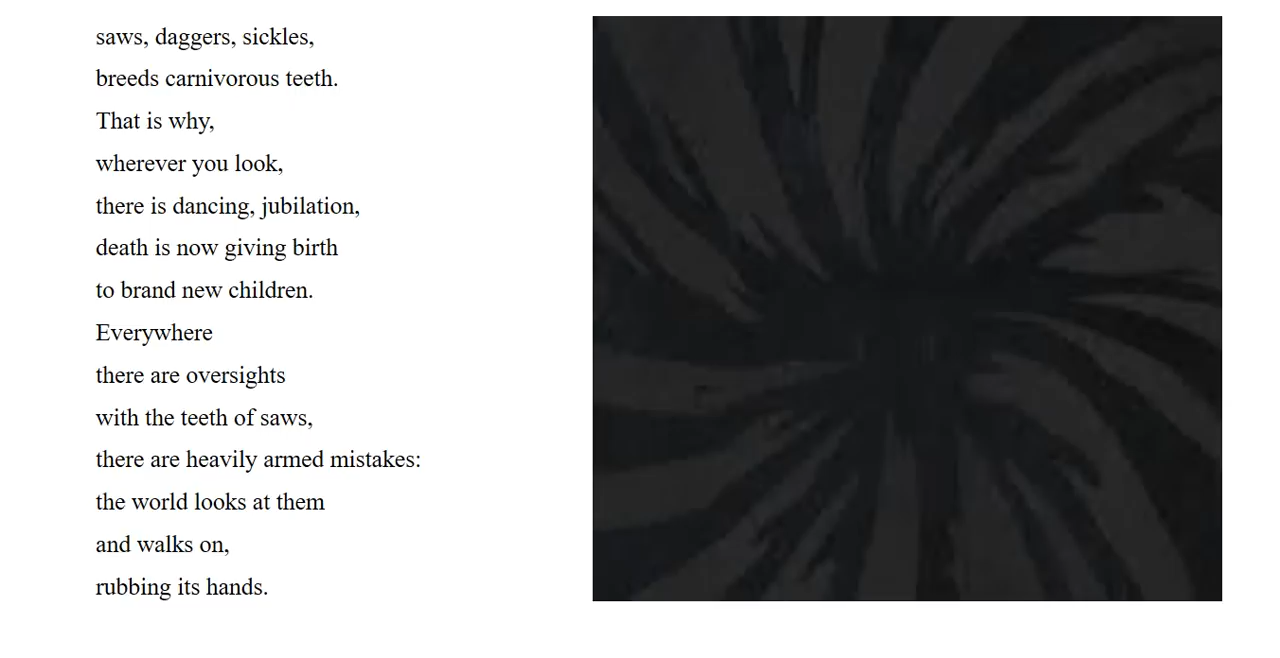 saws, daggers, sickles,
breeds carnivorous teeth.
That is why,
wherever you look,
there is dancing, jubilation,
death is now giving birth
to brand new children.
Everywhere
there are oversights
with the teeth of saws,
there are heavily armed mistakes:
the world looks at them
and walks on,
rubbing its hands.